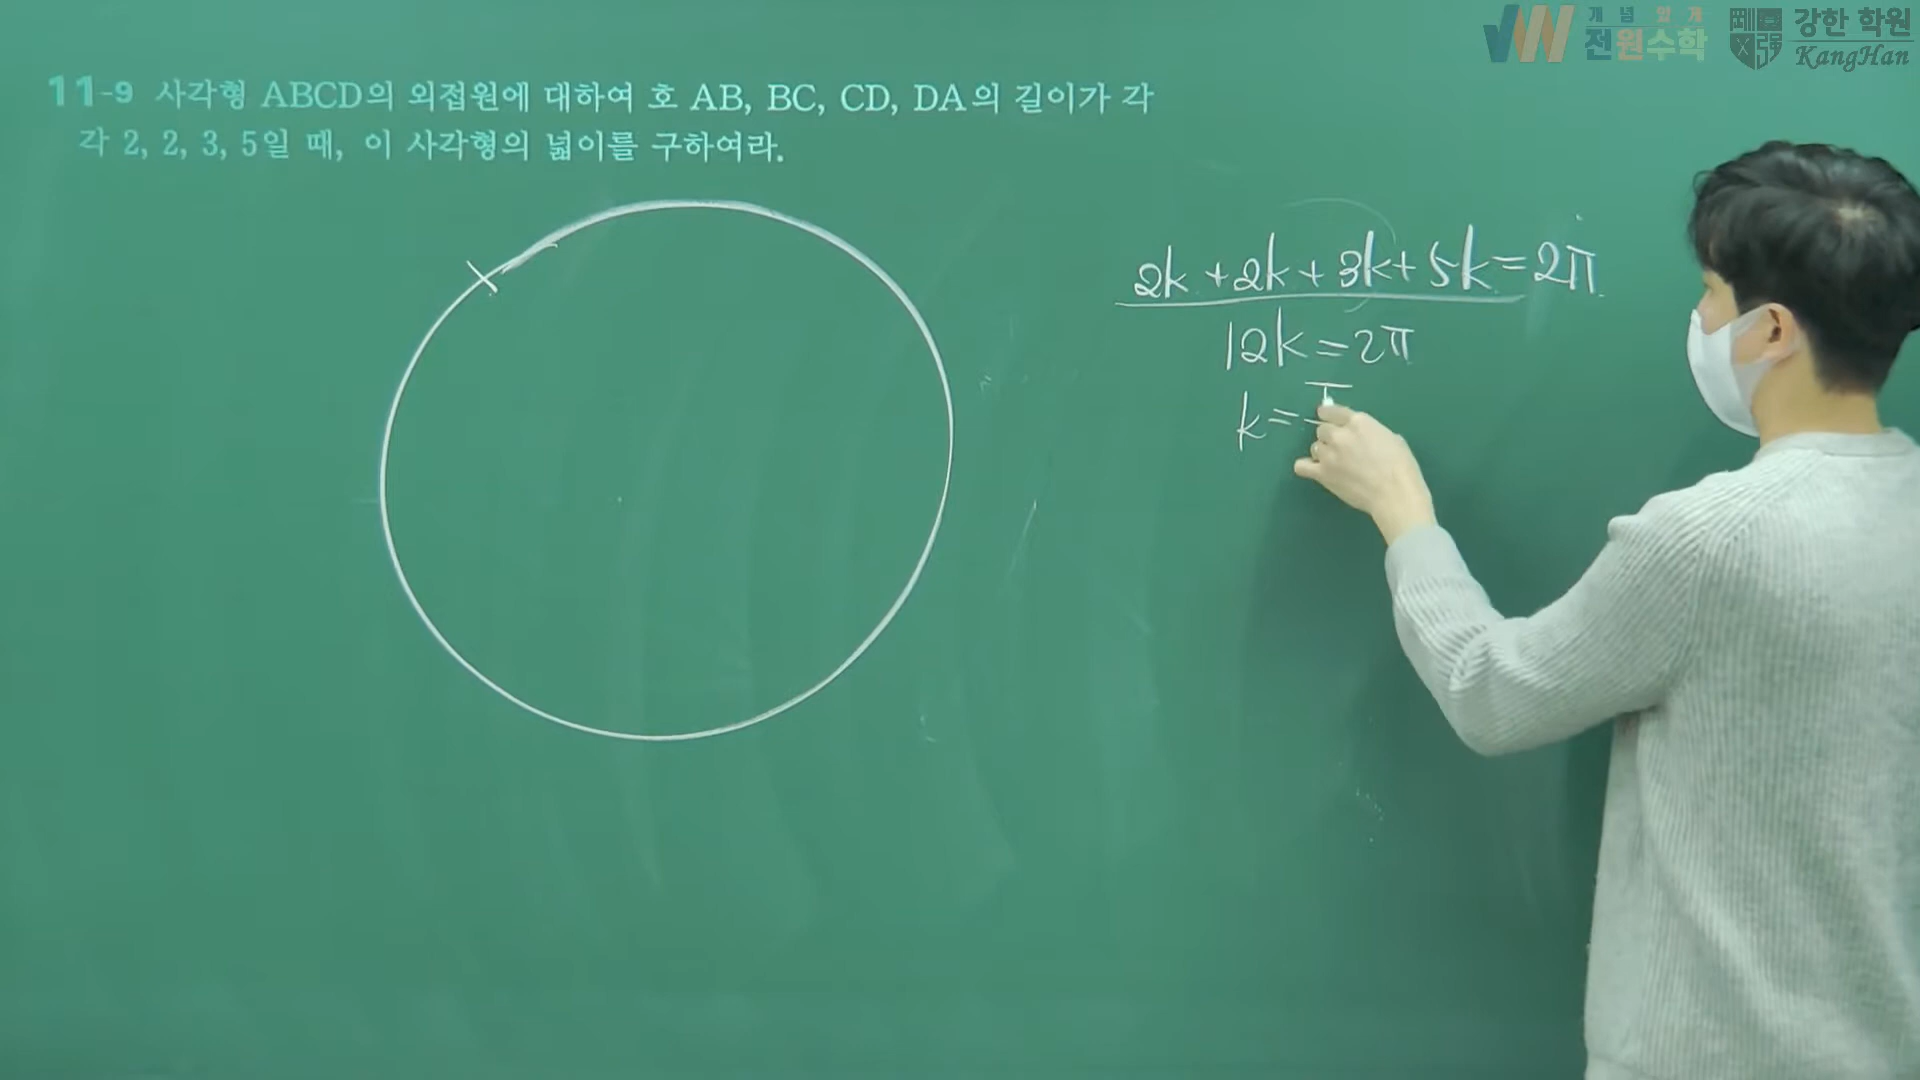 개념앞개
전원수학
강한 학원
KangHan
11-9 사각형 ABCD의 외접원에 대하여 호 AB, BC, CD, DA의 길이가 각
각 2, 2, 3, 5일 때, 이 사각형의 넓이를 구하여라.
2k + 2k + 3k + 5k = 2π
12k = 2π
k =